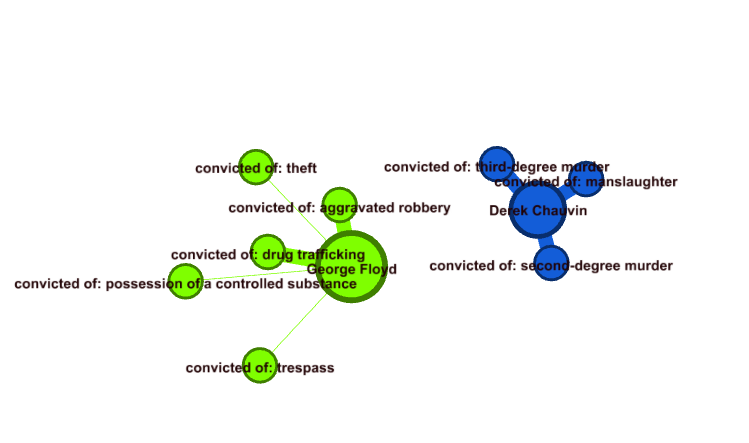 convicted of: theft
convicted of: third-degree murder
convicted of: manslaughter
convicted of: aggravated robbery
Derek Chauvin
convicted of: drug trafficking
George Floyd
convicted of: second-degree murder
convicted of: possession of a controlled substance
convicted of: trespass